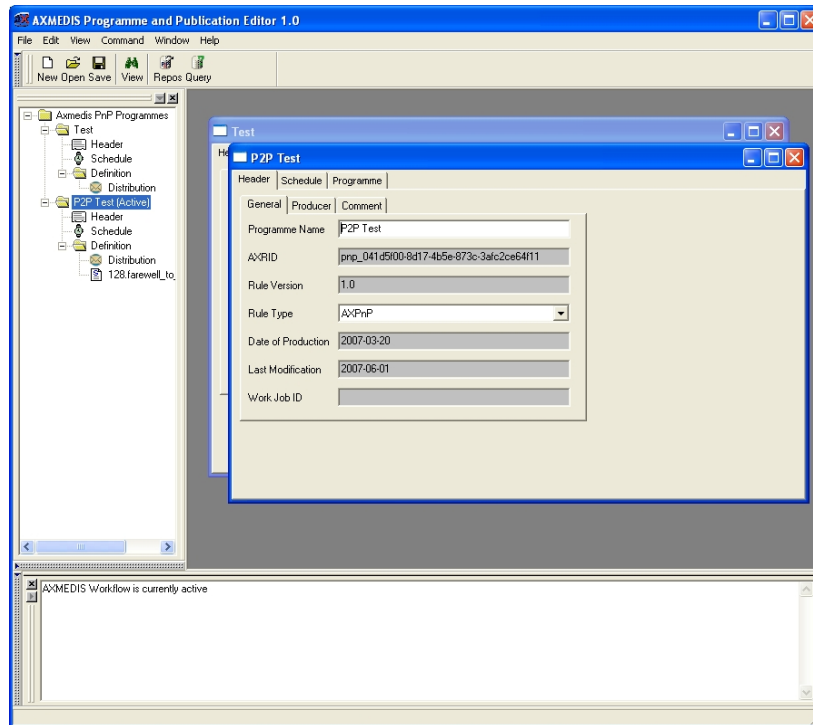 AXMEDIS Programme and Publication Editor 1.0
File Edit View Command Window Help
New Open Save View Repos Query
Axmedis PnP Programmes
Test
Header
Schedule
Definition
Distribution
P2P Test (Active)
Header
Schedule
Definition
Distribution
128.farewell_to_
Test
He
P2P Test
Header Schedule Programme
General Producer Comment
Programme Name P2P Test
AXRID pnp_041d5f00-8d17-4b5e-873c-3afc2ce64f11
Rule Version 1.0
Rule Type AXPnP
Date of Production 2007-03-20
Last Modification 2007-06-01
Work Job ID
AXMEDIS Workflow is currently active